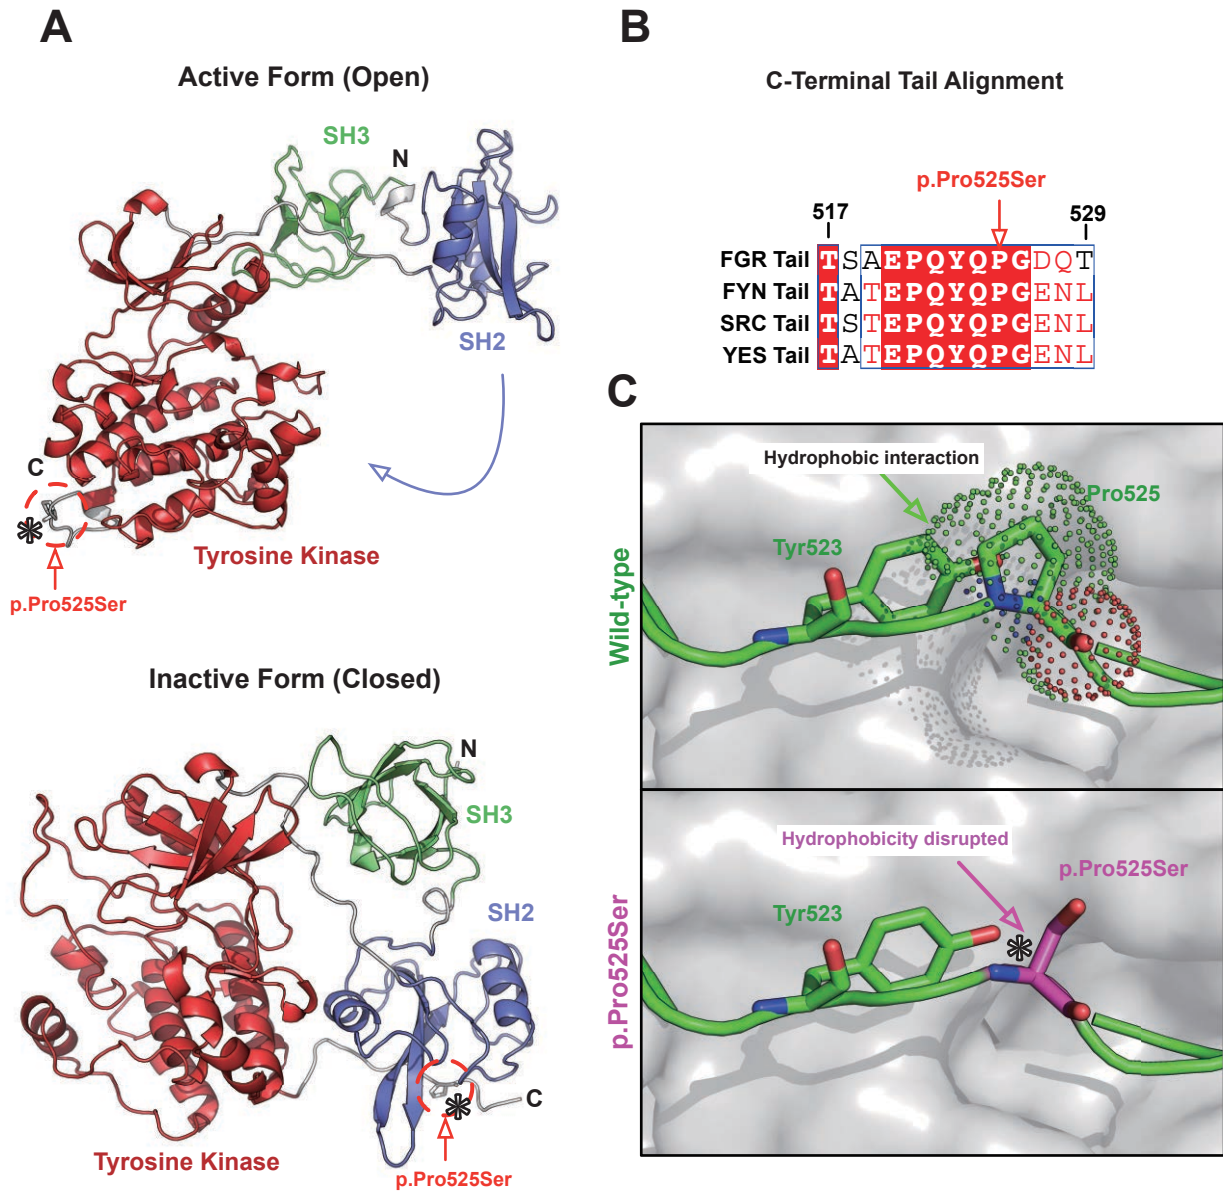 A
Active Form (Open)
SH3
N
SH2
C
*
Tyrosine Kinase
p.Pro525Ser
Inactive Form (Closed)
N
SH3
SH2
C
*
Tyrosine Kinase
p.Pro525Ser
B
C-Terminal Tail Alignment
p.Pro525Ser
517 529
FGR Tail TSAEPQYQPGDQT
FYN Tail TATEPQYQPGENL
SRC Tail TSTEPQYQPGENL
YES Tail TATEPQYQPGENL
C
Wild-type
Hydrophobic interaction
Pro525
Tyr523
p.Pro525Ser
Hydrophobicity disrupted
p.Pro525Ser
Tyr523
*